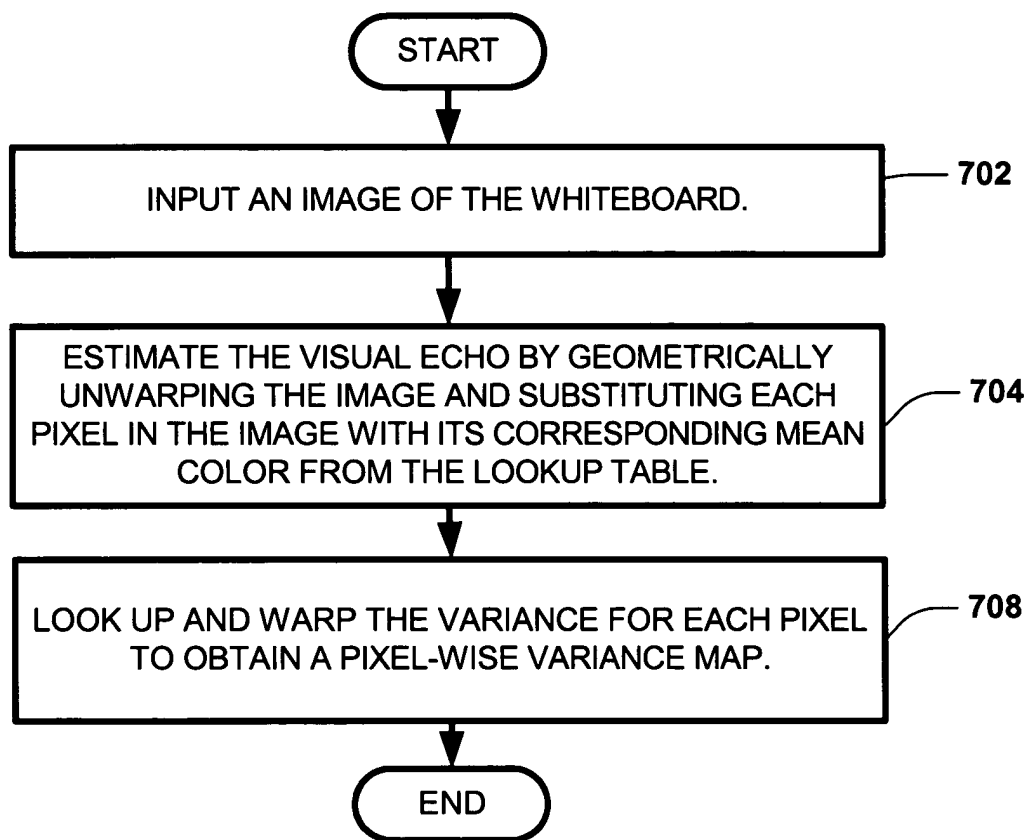 START
INPUT AN IMAGE OF THE WHITEBOARD.
702
ESTIMATE THE VISUAL ECHO BY GEOMETRICALLY
UNWARPING THE IMAGE AND SUBSTITUTING EACH
PIXEL IN THE IMAGE WITH ITS CORRESPONDING MEAN
COLOR FROM THE LOOKUP TABLE.
704
LOOK UP AND WARP THE VARIANCE FOR EACH PIXEL
TO OBTAIN A PIXEL-WISE VARIANCE MAP.
708
END